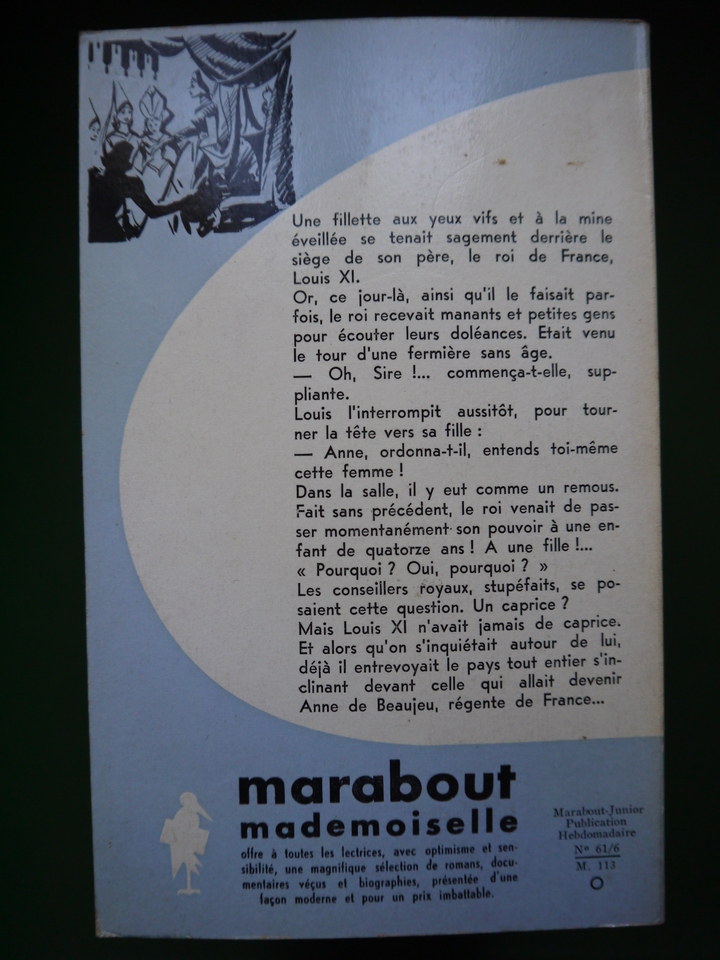 Une fillette aux yeux vifs et à la mine
éveillée se tenait sagement derrière le
siège de son père, le roi de France,
Louis XI.
Or, ce jour-là, ainsi qu'il le faisait par-
fois, le roi recevait manants et petites gens
pour écouter leurs doléances. Etait venu
le tour d'une fermière sans âge.
— Oh, Sire !... commença-t-elle, sup-
pliante.
Louis l'interrompit aussitôt, pour tour-
ner la tête vers sa fille :
— Anne, ordonna-t-il, entends toi-même
cette femme !
Dans la salle, il y eut comme un remous.
Fait sans précédent, le roi venait de pas-
ser momentanément son pouvoir à une en-
fant de quatorze ans ! A une fille !...
« Pourquoi ? Oui, pourquoi ? »
Les conseillers royaux, stupéfaits, se po-
saient cette question. Un caprice ?
Mais Louis XI n'avait jamais de caprice.
Et alors qu'on s'inquiétait autour de lui,
déjà il entrevoyait le pays tout entier s'in-
clinant devant celle qui allait devenir
Anne de Beaujeu, régente de France...
marabout
mademoiselle
offre à toutes les lectrices, avec optimisme et sen-
sibilité, une magnifique sélection de romans, docu-
mentaires vécus et biographies, présentée d'une
façon moderne et pour un prix imbattable.
Marabout-Junior
Publication
Hebdomadaire
N° 61/6
M. 113